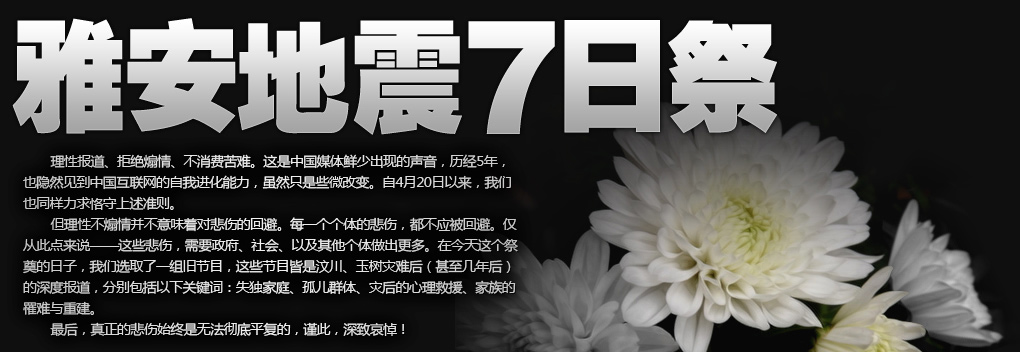 雅安地震7日祭
理性报道、拒绝煽情、不消费苦难。这是中国媒体鲜少出现的声音，历经5年，
也隐然见到中国互联网的自我进化能力，虽然只是些微改变。自4月20日以来，我们
也同样力求恪守上述准则。
但理性不煽情并不意味着对悲伤的回避。每一个个体的悲伤，都不应被回避。仅
从此点来说——这些悲伤，需要政府、社会、以及其他个体做出更多。在今天这个祭
奠的日子，我们选取了一组旧节目，这些节目皆是汶川、玉树灾难后（甚至几年后）
的深度报道，分别包括以下关键词：失独家庭、孤儿群体、灾后的心理救援、家族的
罹难与重建。
最后，真正的悲伤始终是无法彻底平复的，谨此，深致哀悼！